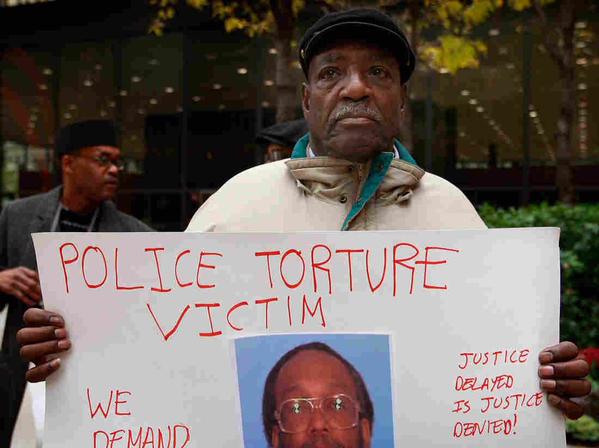 POLICE TORTURE
VICTIM
WE
DEMAND
JUSTICE
DELAYED
IS JUSTICE
DENIED!